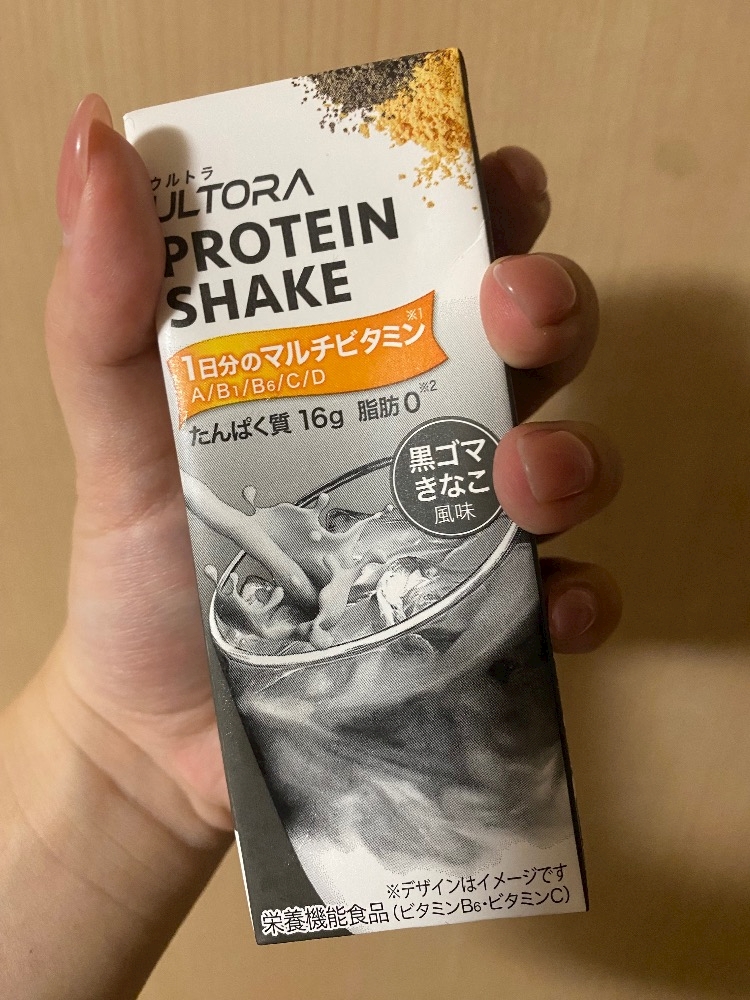 ウルトラ
ULTORA
PROTEIN
SHAKE
1日分のマルチビタミン※1
A/B1/B6/C/D
たんぱく質 16g 脂肪 0※2
黒ゴマ
きなこ
風味
※デザインはイメージです
栄養機能食品(ビタミンB6・ビタミンC)